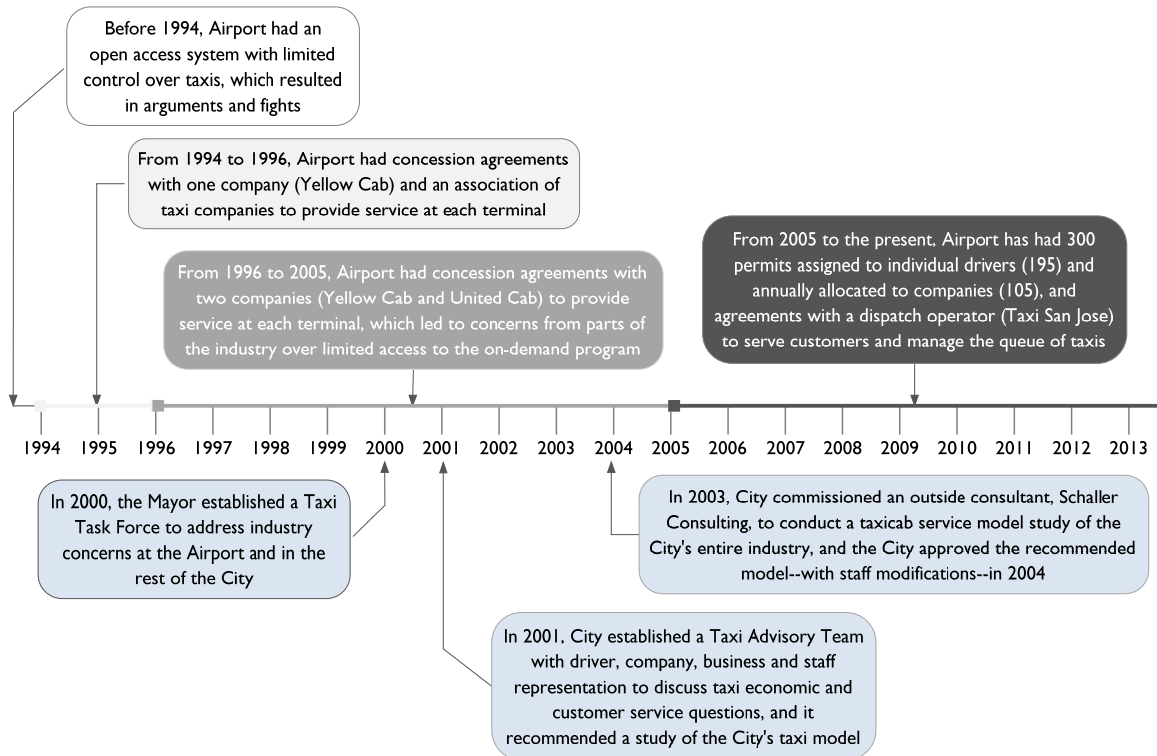 Before 1994, Airport had an
open access system with limited
control over taxis, which resulted
in arguments and fights
From 1994 to 1996, Airport had concession agreements
with one company (Yellow Cab) and an association of
taxi companies to provide service at each terminal
From 1996 to 2005, Airport had concession agreements with
two companies (Yellow Cab and United Cab) to provide
service at each terminal, which led to concerns from parts of
the industry over limited access to the on-demand program
From 2005 to the present, Airport has had 300
permits assigned to individual drivers (195) and
annually allocated to companies (105), and
agreements with a dispatch operator (Taxi San Jose)
to serve customers and manage the queue of taxis
1994 1995 1996 1997 1998 1999 2000 2001 2002 2003 2004 2005 2006 2007 2008 2009 2010 2011 2012 2013
In 2000, the Mayor established a Taxi
Task Force to address industry
concerns at the Airport and in the
rest of the City
In 2003, City commissioned an outside consultant, Schaller
Consulting, to conduct a taxicab service model study of the
City's entire industry, and the City approved the recommended
model--with staff modifications--in 2004
In 2001, City established a Taxi Advisory Team
with driver, company, business and staff
representation to discuss taxi economic and
customer service questions, and it
recommended a study of the City's taxi model